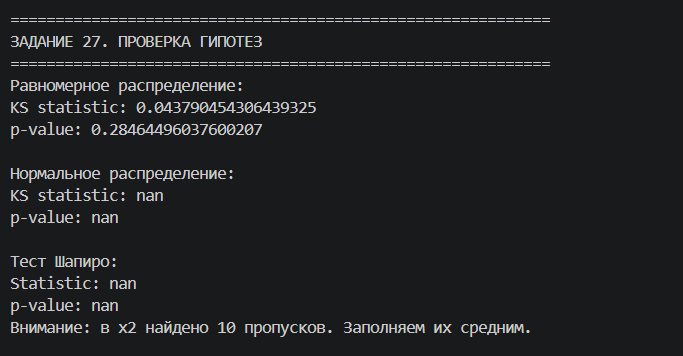 ============================================================
ЗАДАНИЕ 27. ПРОВЕРКА ГИПОТЕЗ
============================================================
Равномерное распределение:
KS statistic: 0.043790454306439325
p-value: 0.28464496037600207

Нормальное распределение:
KS statistic: nan
p-value: nan

Тест Шапиро:
Statistic: nan
p-value: nan
Внимание: в x2 найдено 10 пропусков. Заполняем их средним.